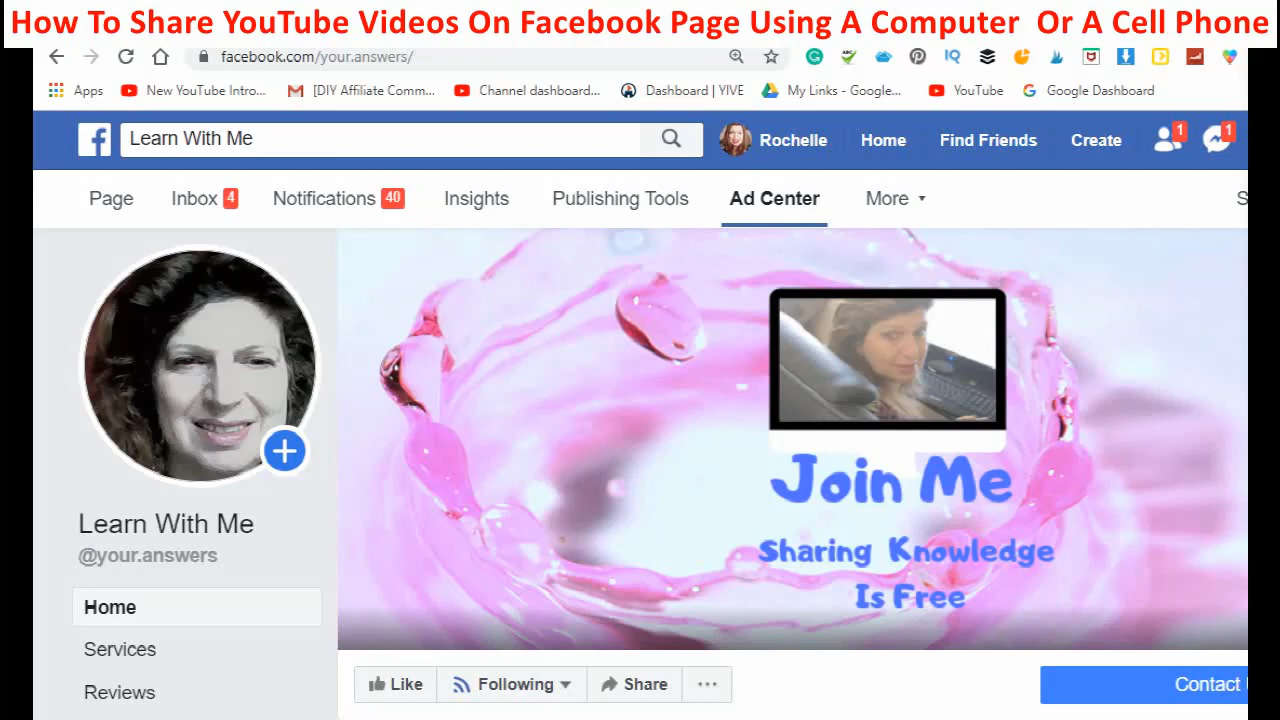 How To Share YouTube Videos On Facebook Page Using A Computer Or A Cell Phone
facebook.com/your.answers/
Apps New YouTube Intro... [DIY Affiliate Comm... Channel dashboard... Dashboard | YIVE My Links - Google... YouTube Google Dashboard
Learn With Me Rochelle Home Find Friends Create 1 1
Page Inbox 4 Notifications 40 Insights Publishing Tools Ad Center More S
Join Me
Sharing Knowledge
Is Free
Learn With Me
@your.answers
Home
Services
Reviews
Like Following Share ... Contact